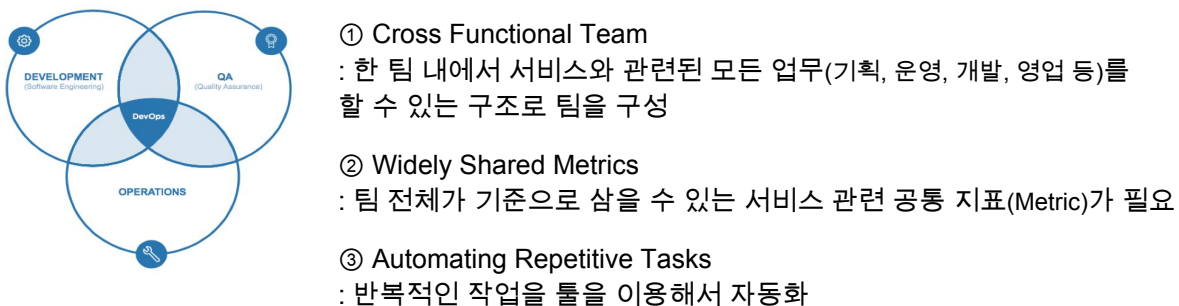 DEVELOPMENT
(Software Engineering)
QA
(Quality Assurance)
DevOps
OPERATIONS
① Cross Functional Team
: 한 팀 내에서 서비스와 관련된 모든 업무(기획, 운영, 개발, 영업 등)를
할 수 있는 구조로 팀을 구성
② Widely Shared Metrics
: 팀 전체가 기준으로 삼을 수 있는 서비스 관련 공통 지표(Metric)가 필요
③ Automating Repetitive Tasks
: 반복적인 작업을 툴을 이용해서 자동화